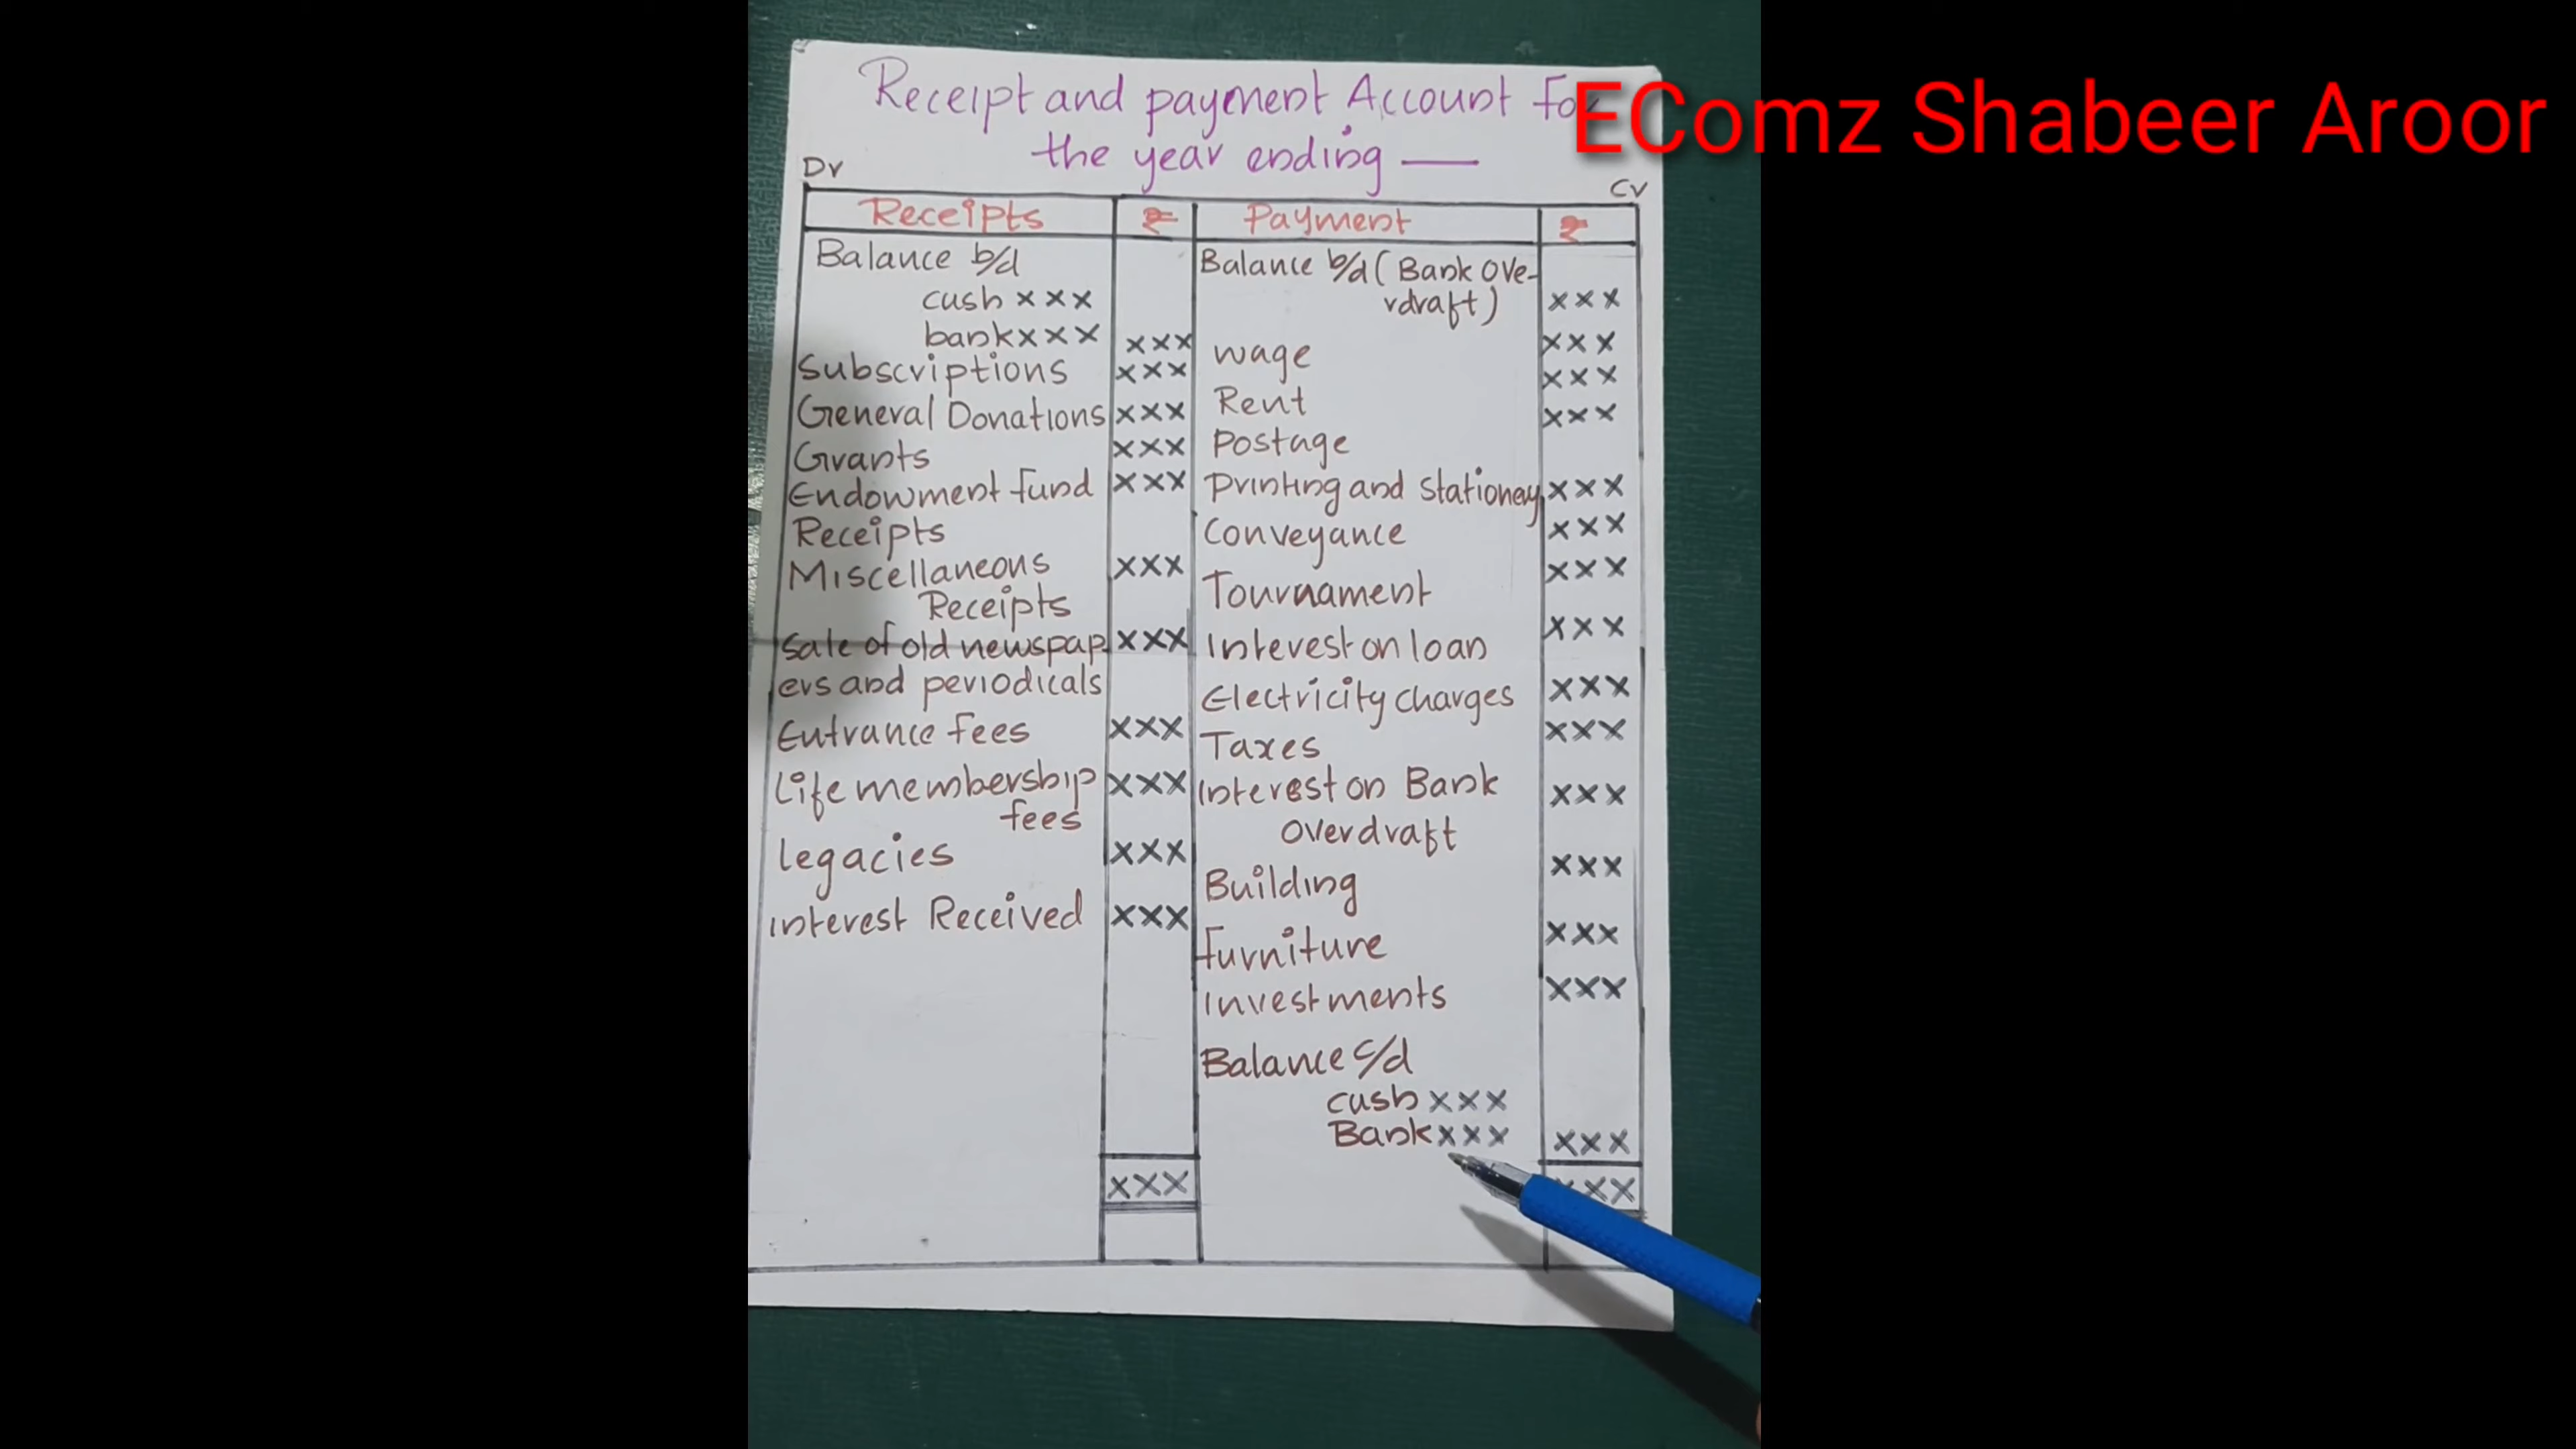 Receipt and payment Account for
EComz Shabeer Aroor
the year ending —
Dr
Cr
Receipts ₹ Payment ₹
Balance b/d
cash xxx
bank xxx xxx
Subscriptions xxx
General Donations xxx
Grants xxx
Endowment fund xxx
Receipts
Miscellaneous xxx
Receipts
Sale of old newspap xxx
ers and periodicals
Entrance fees xxx
Life membership xxx
fees
legacies xxx
interest Received xxx
xxx
Balance b/d (Bank Ove-
rdraft) xxx
wage xxx
Rent xxx
Postage xxx
Printing and Stationey xxx
Conveyance xxx
Tournament xxx
Interest on loan xxx
Electricity charges xxx
Taxes xxx
Interest on Bank xxx
Overdraft
Building xxx
furniture xxx
Investments xxx
Balance c/d
cash xxx
Bank xxx xxx
xxx